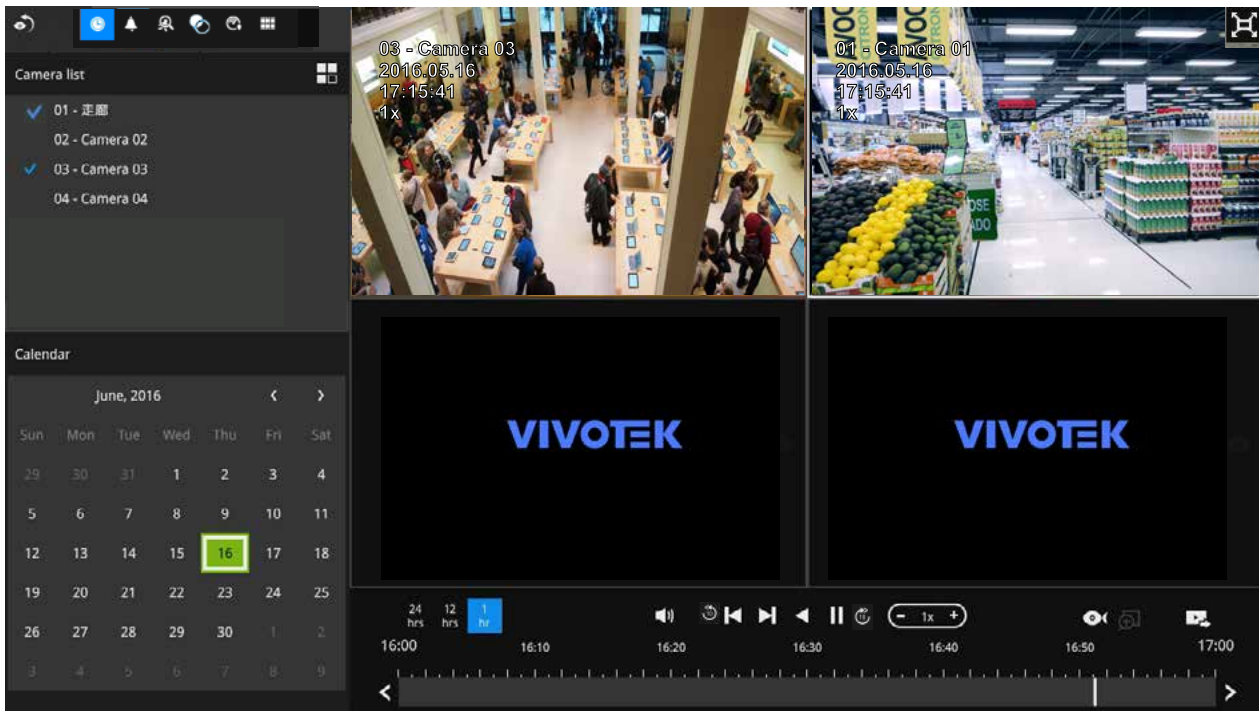 Camera list
01 - 走廊
02 - Camera 02
03 - Camera 03
04 - Camera 04
Calendar
June, 2016
Sun Mon Tue Wed Thu Fri Sat
29 30 31 1 2 3 4
5 6 7 8 9 10 11
12 13 14 15 16 17 18
19 20 21 22 23 24 25
26 27 28 29 30 1 2
3 4 5 6 7 8 9
03 - Camera 03
2016.05.16
17:15:41
1x
01 - Camera 01
2016.05.16
17:15:41
1x
VIVOTEK
VIVOTEK
24 hrs
12 hrs
1 hr
1x
16:00 16:10 16:20 16:30 16:40 16:50 17:00